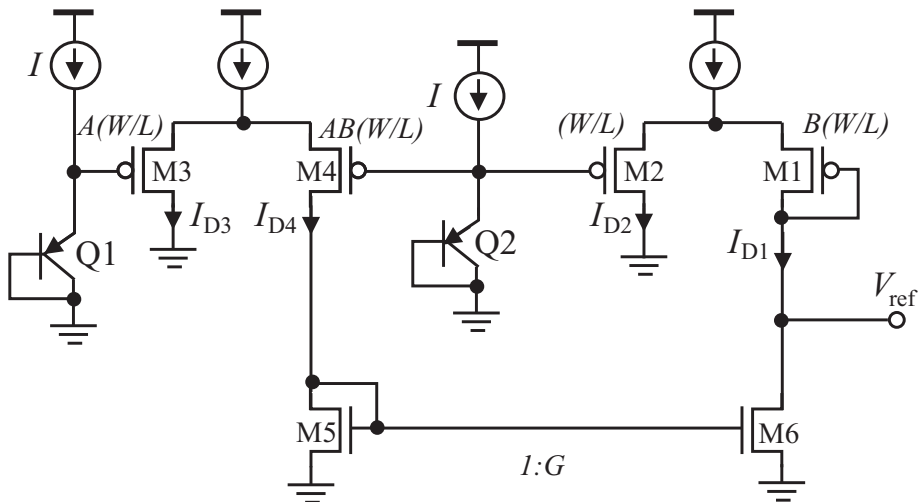 I
I
A(W/L)
AB(W/L)
(W/L)
B(W/L)
M3
M4
M2
M1
I_D3
I_D4
I_D2
I_D1
Q1
Q2
V_ref
M5
M6
1:G